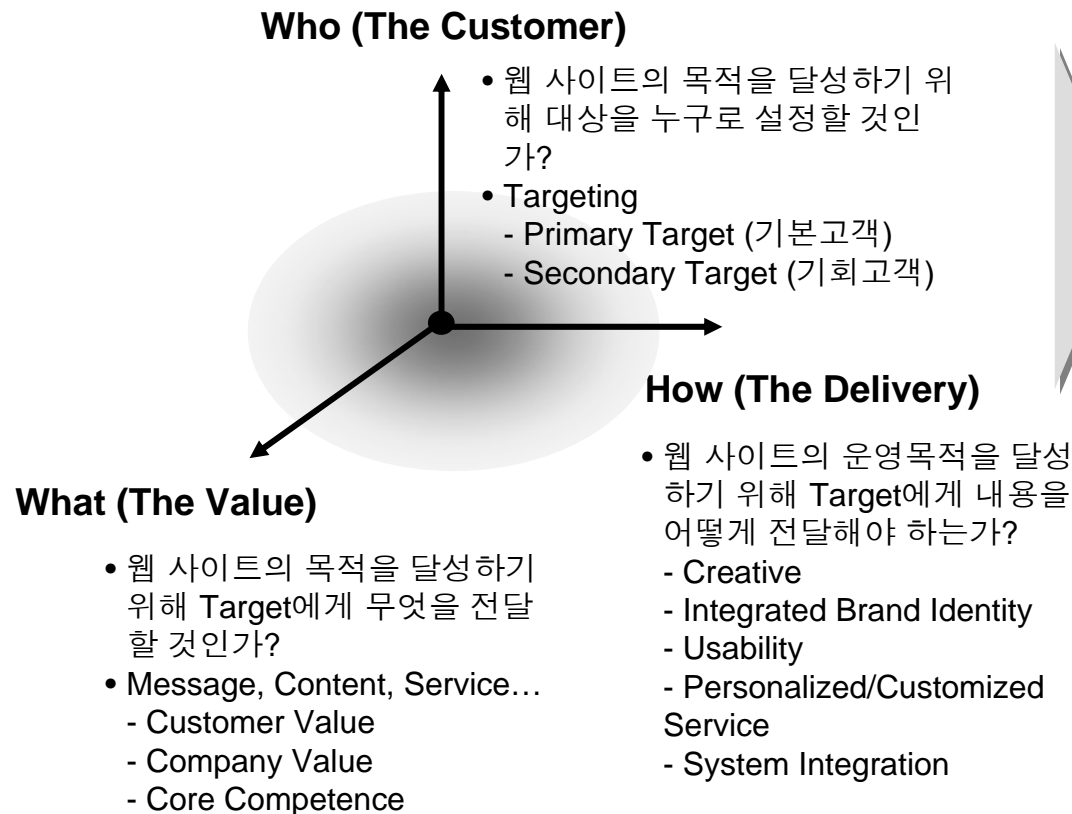 Who (The Customer)
• 웹 사이트의 목적을 달성하기 위
해 대상을 누구로 설정할 것인
가?
• Targeting
- Primary Target (기본고객)
- Secondary Target (기회고객)
How (The Delivery)
• 웹 사이트의 운영목적을 달성
하기 위해 Target에게 내용을
어떻게 전달해야 하는가?
- Creative
- Integrated Brand Identity
- Usability
- Personalized/Customized
Service
- System Integration
What (The Value)
• 웹 사이트의 목적을 달성하기
위해 Target에게 무엇을 전달
할 것인가?
• Message, Content, Service…
- Customer Value
- Company Value
- Core Competence